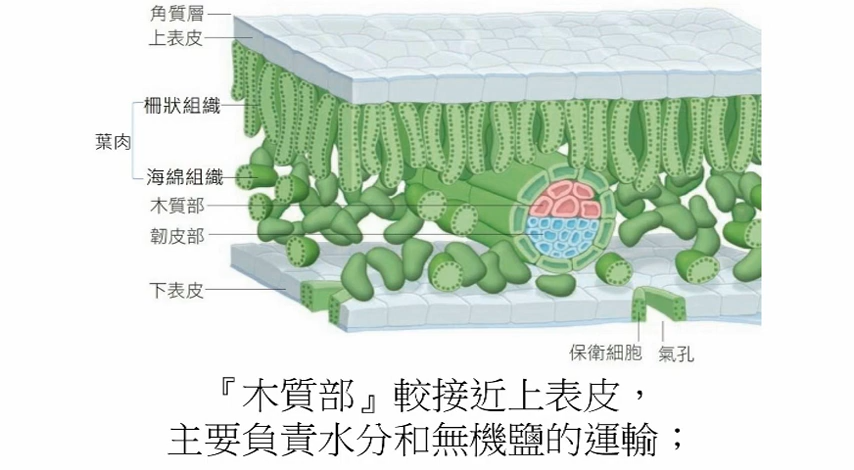 角質層
上表皮
柵狀組織
葉肉
海綿組織
木質部
韌皮部
下表皮
保衛細胞 氣孔
『木質部』較接近上表皮，
主要負責水分和無機鹽的運輸；